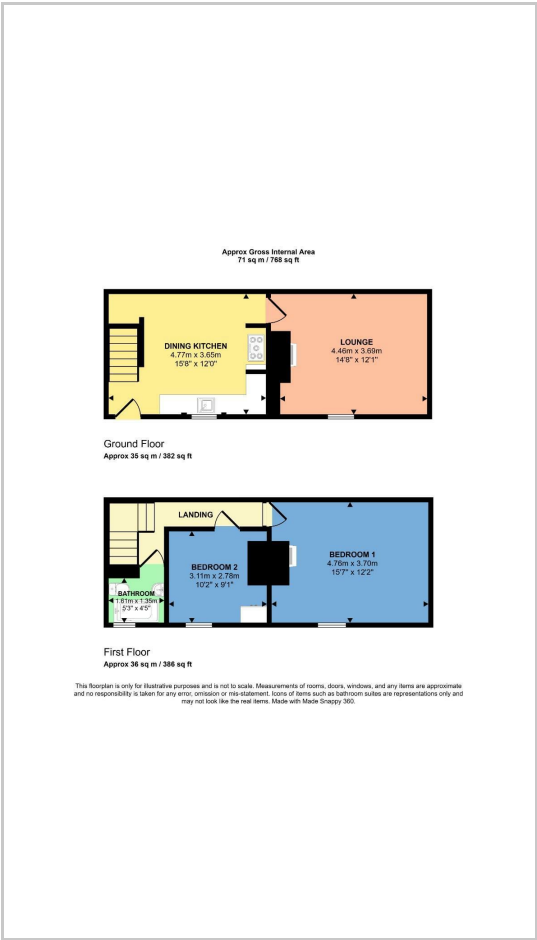 Approx Gross Internal Area
71 sq m / 768 sq ft
DINING KITCHEN
4.77m x 3.65m
15'8" x 12'0"
LOUNGE
4.46m x 3.69m
14'8" x 12'1"
Ground Floor
Approx 35 sq m / 382 sq ft
LANDING
BEDROOM 2
3.11m x 2.78m
10'2" x 9'1"
BEDROOM 1
4.76m x 3.70m
15'7" x 12'2"
BATHROOM
1.61m x 1.35m
5'3" x 4'5"
First Floor
Approx 36 sq m / 386 sq ft
This floorplan is only for illustrative purposes and is not to scale. Measurements of rooms, doors, windows, and any items are approximate
and no responsibility is taken for any error, omission or mis-statement. Icons of items such as bathroom suites are representations only and
may not look like the real items. Made with Made Snappy 360.